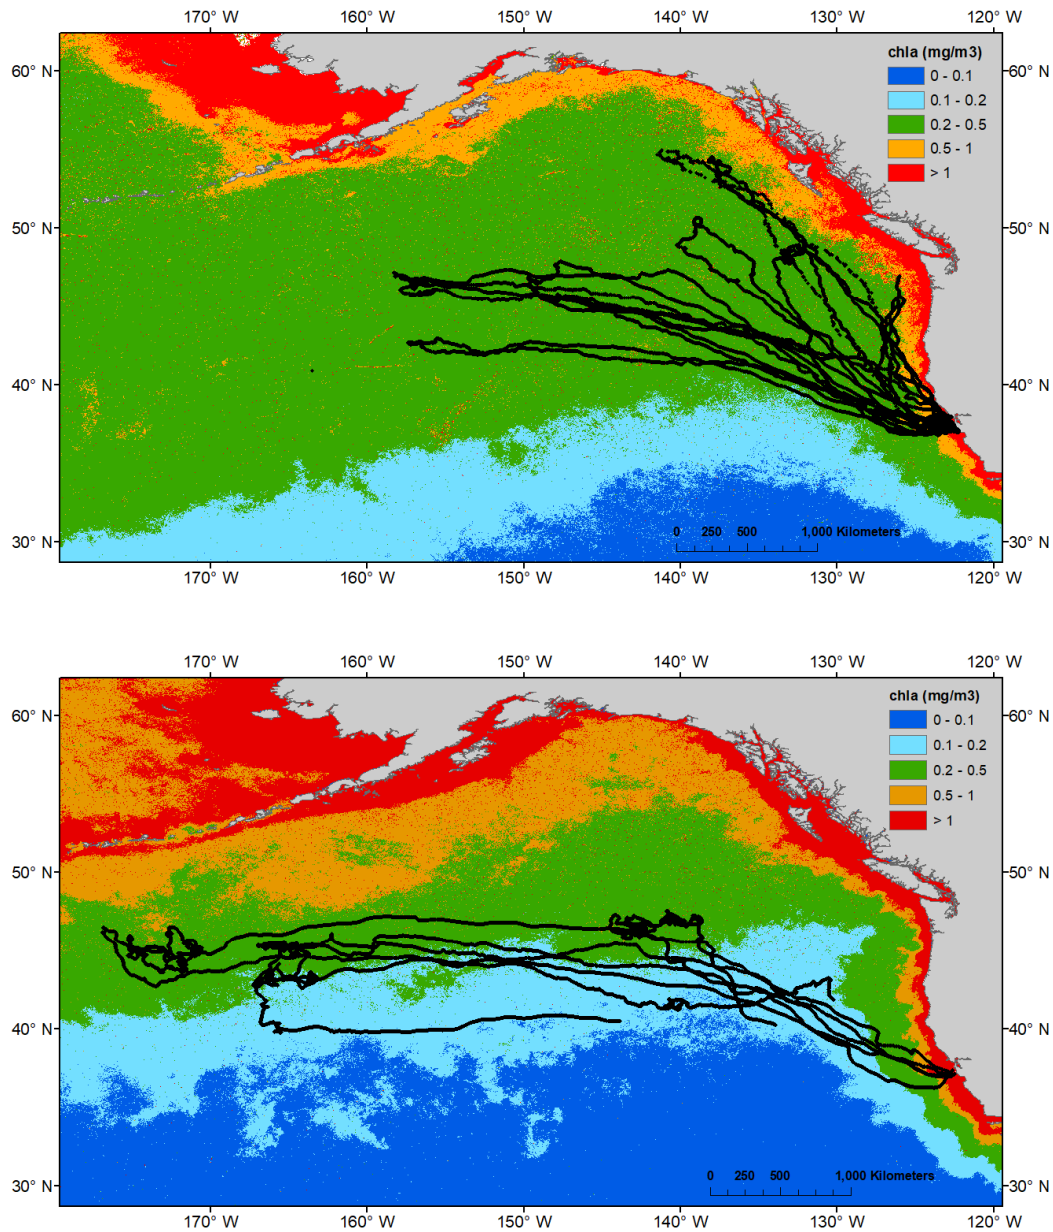 170° W 160° W 150° W 140° W 130° W 120° W
chla (mg/m3)
60° N 60° N
0 - 0.1
0.1 - 0.2
0.2 - 0.5
0.5 - 1
> 1
50° N 50° N
40° N 40° N
0 250 500 1,000 Kilometers
30° N 30° N
170° W 160° W 150° W 140° W 130° W 120° W
170° W 160° W 150° W 140° W 130° W 120° W
chla (mg/m3)
60° N 60° N
0 - 0.1
0.1 - 0.2
0.2 - 0.5
0.5 - 1
> 1
50° N 50° N
40° N 40° N
0 250 500 1,000 Kilometers
30° N 30° N
170° W 160° W 150° W 140° W 130° W 120° W